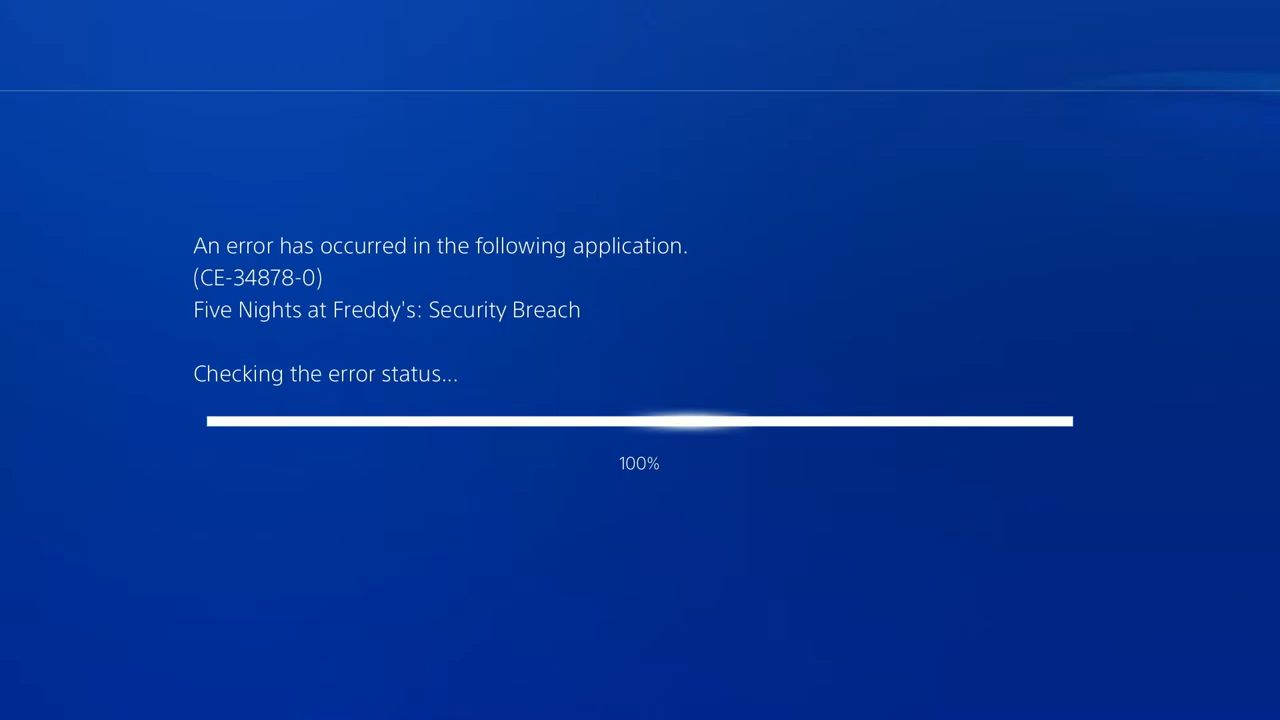 An error has occurred in the following application.
(CE-34878-0)
Five Nights at Freddy's: Security Breach
Checking the error status...
100%